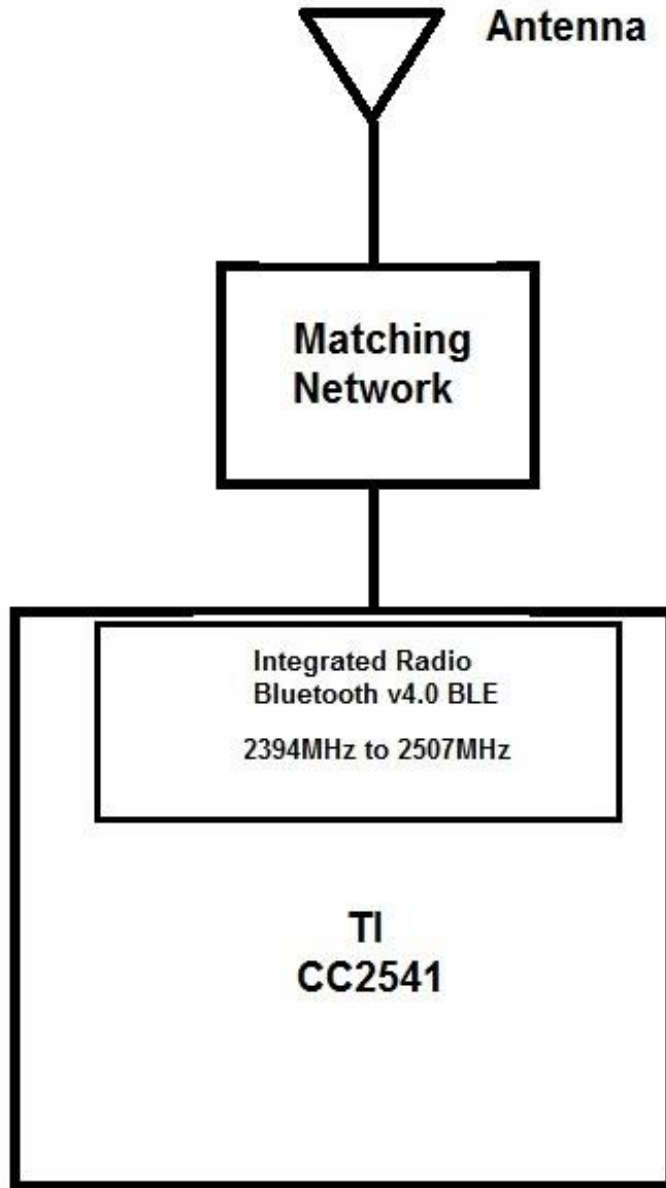 Antenna
Matching
Network
Integrated Radio
Bluetooth v4.0 BLE
2394MHz to 2507MHz
TI
CC2541